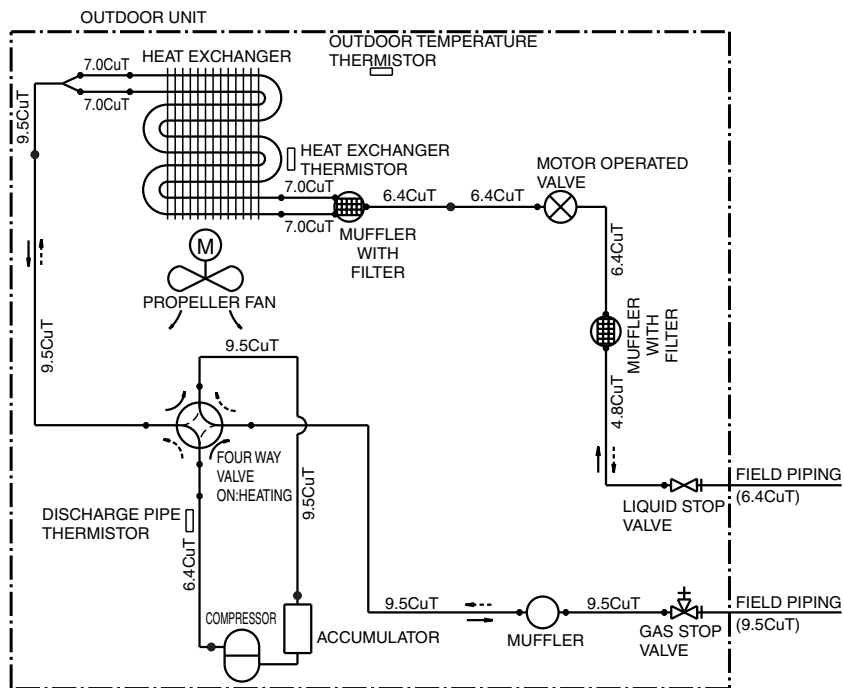 OUTDOOR UNIT
HEAT EXCHANGER
OUTDOOR TEMPERATURE
THERMISTOR
7.0CuT
7.0CuT
9.5CuT
HEAT EXCHANGER
THERMISTOR
7.0CuT
7.0CuT
6.4CuT
6.4CuT
MOTOR OPERATED
VALVE
MUFFLER
WITH
FILTER
M
PROPELLER FAN
6.4CuT
MUFFLER
WITH
FILTER
4.8CuT
9.5CuT
9.5CuT
FOUR WAY
VALVE
ON:HEATING
9.5CuT
DISCHARGE PIPE
THERMISTOR
6.4CuT
LIQUID STOP
VALVE
FIELD PIPING
(6.4CuT)
COMPRESSOR
ACCUMULATOR
9.5CuT
MUFFLER
9.5CuT
GAS STOP
VALVE
FIELD PIPING
(9.5CuT)